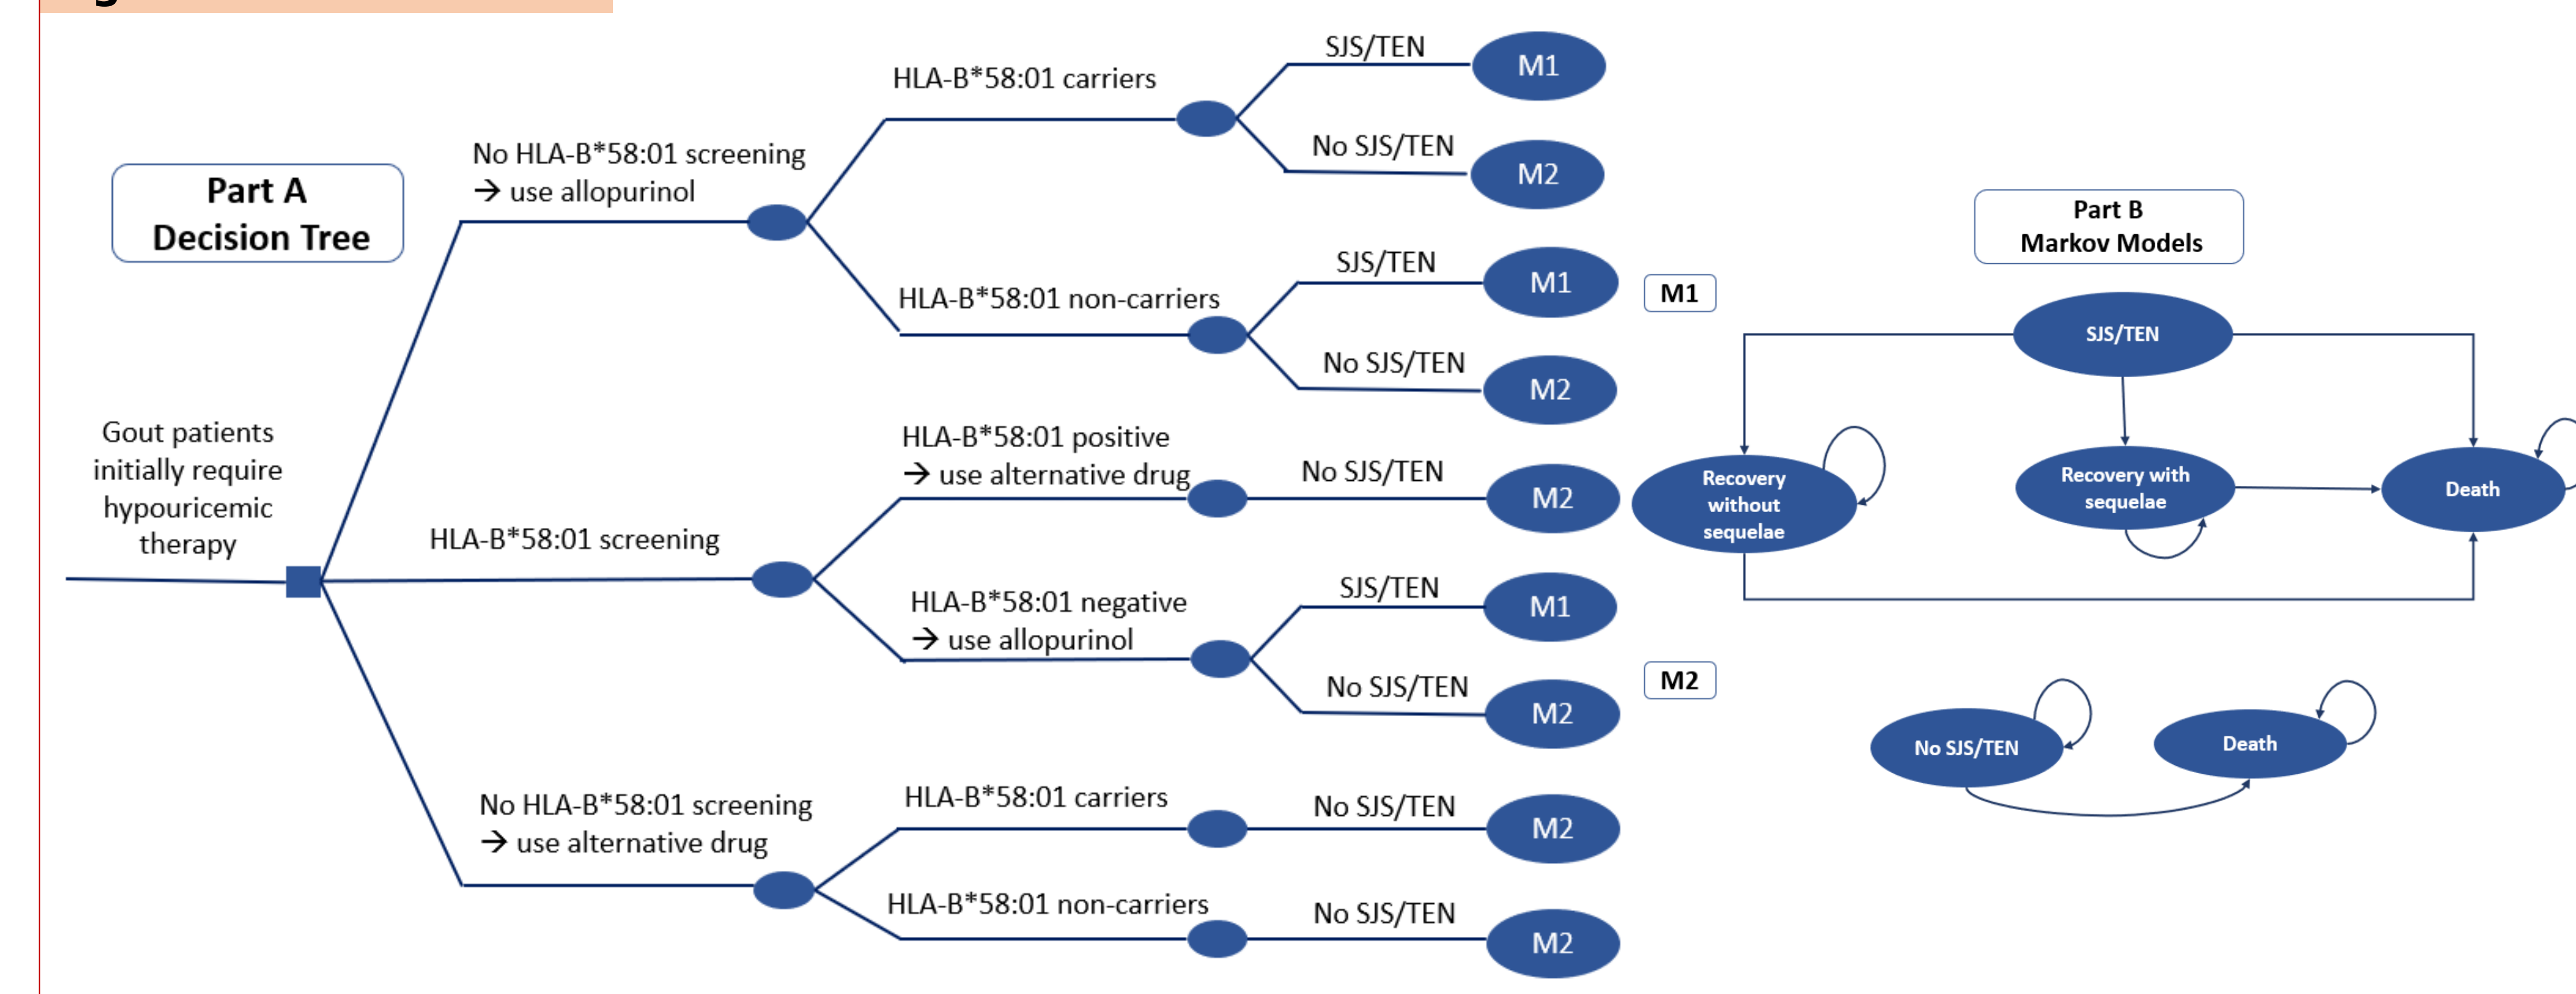 Part A
Decision Tree
Gout patients
initially require
hypouricemic
therapy
No HLA-B*58:01 screening
→ use allopurinol
HLA-B*58:01 carriers
SJS/TEN
M1
No SJS/TEN
M2
HLA-B*58:01 non-carriers
SJS/TEN
M1
No SJS/TEN
M2
HLA-B*58:01 screening
HLA-B*58:01 positive
→ use alternative drug
No SJS/TEN
M2
HLA-B*58:01 negative
→ use allopurinol
SJS/TEN
M1
No SJS/TEN
M2
No HLA-B*58:01 screening
→ use alternative drug
HLA-B*58:01 carriers
No SJS/TEN
M2
HLA-B*58:01 non-carriers
No SJS/TEN
M2
Part B
Markov Models
M1
SJS/TEN
Recovery
without
sequelae
Recovery with
sequelae
Death
M2
No SJS/TEN
Death